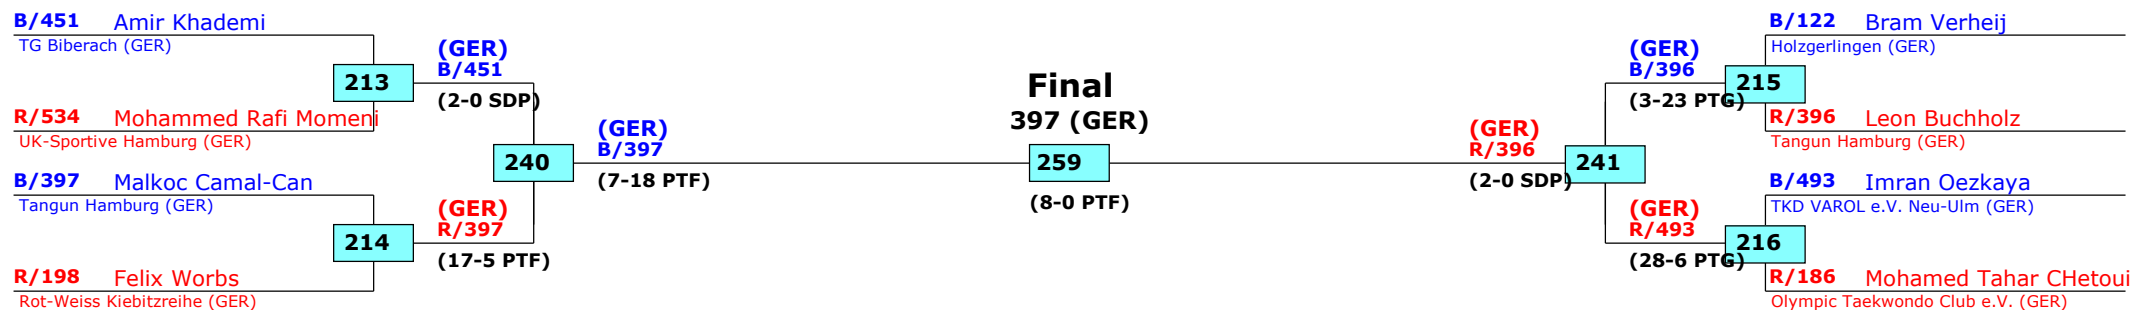 B/451 Amir Khademi
TG Biberach (GER)
213
R/534 Mohammed Rafi Momeni
UK-Sportive Hamburg (GER)
B/397 Malkoc Camal-Can
Tangun Hamburg (GER)
214
R/198 Felix Worbs
Rot-Weiss Kiebitzreihe (GER)
(GER)
B/451
(2-0 SDP)
240
(GER)
R/397
(17-5 PTF)
(GER)
B/397
(7-18 PTF)
Final
397 (GER)
259
(8-0 PTF)
(GER)
R/396
(2-0 SDP)
241
(GER)
B/396
(3-23 PTG)
(GER)
R/493
(28-6 PTG)
B/122 Bram Verheij
Holzgerlingen (GER)
215
R/396 Leon Buchholz
Tangun Hamburg (GER)
B/493 Imran Oezkaya
TKD VAROL e.V. Neu-Ulm (GER)
216
R/186 Mohamed Tahar CHetoui
Olympic Taekwondo Club e.V. (GER)